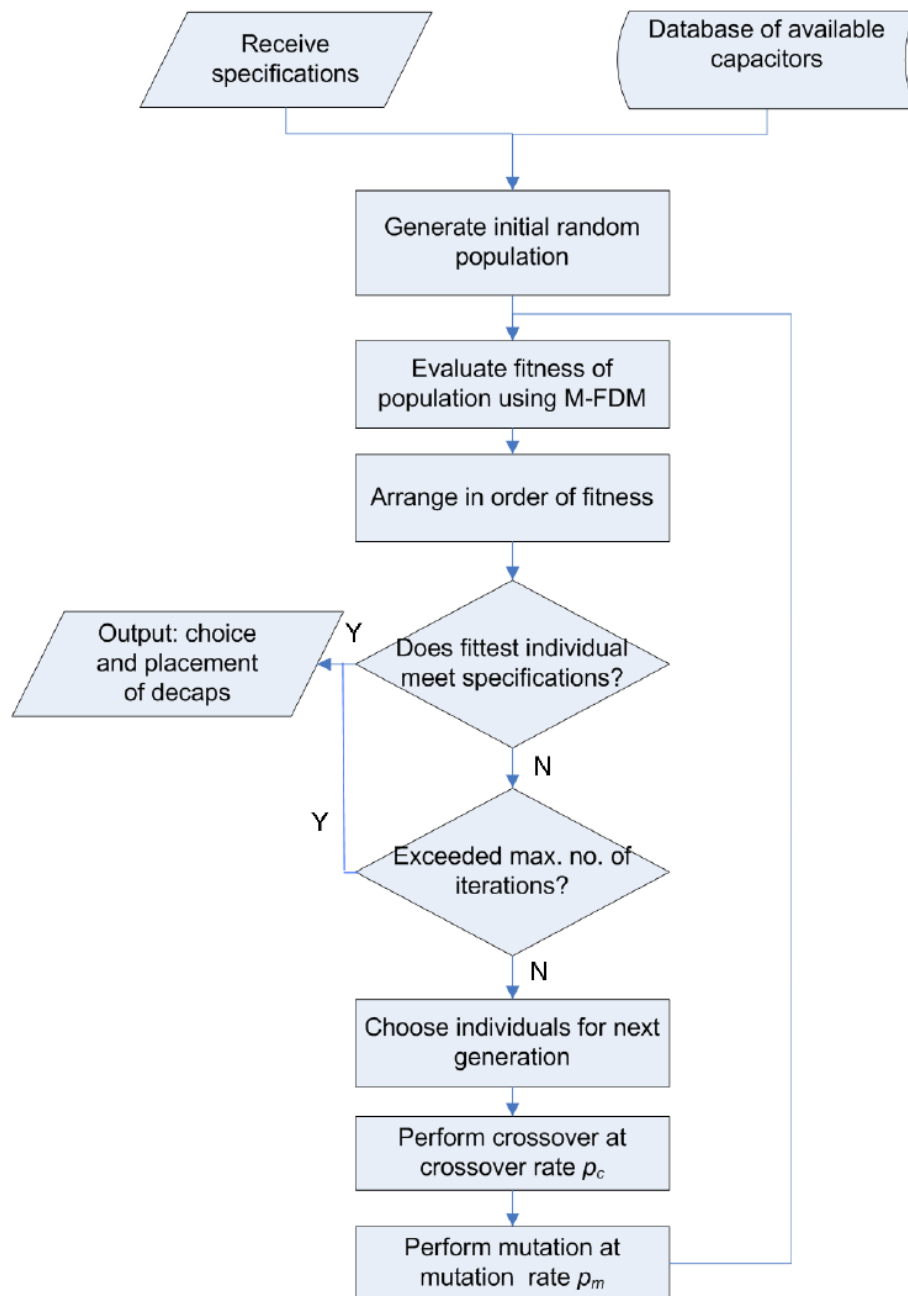 Receive
specifications
Database of available
capacitors
Generate initial random
population
Evaluate fitness of
population using M-FDM
Arrange in order of fitness
Does fittest individual
meet specifications?
Y
Output: choice
and placement
of decaps
N
Y
Exceeded max. no. of
iterations?
N
Choose individuals for next
generation
Perform crossover at
crossover rate pc
Perform mutation at
mutation rate pm